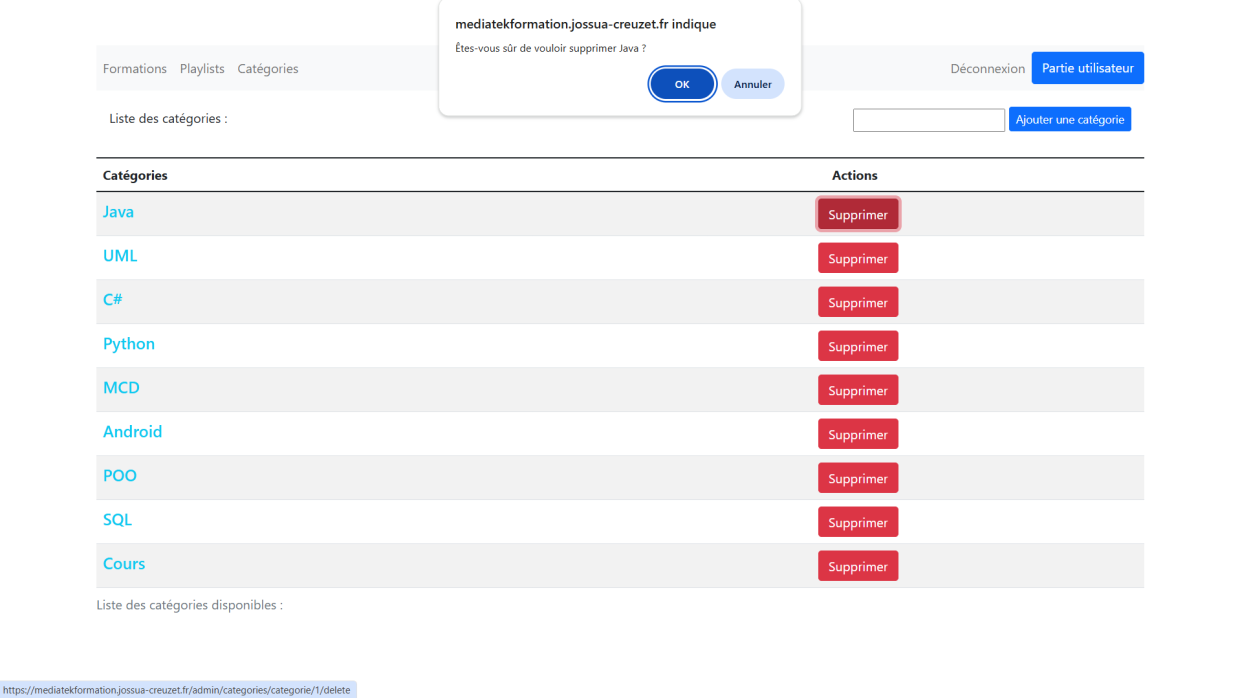 mediatekformation.jossua-creuzet.fr indique
Êtes-vous sûr de vouloir supprimer Java ?
OK Annuler
Formations Playlists Catégories Déconnexion Partie utilisateur
Liste des catégories : Ajouter une catégorie
Catégories Actions
Java Supprimer
UML Supprimer
C# Supprimer
Python Supprimer
MCD Supprimer
Android Supprimer
POO Supprimer
SQL Supprimer
Cours Supprimer
Liste des catégories disponibles :
https://mediatekformation.jossua-creuzet.fr/admin/categories/categorie/1/delete